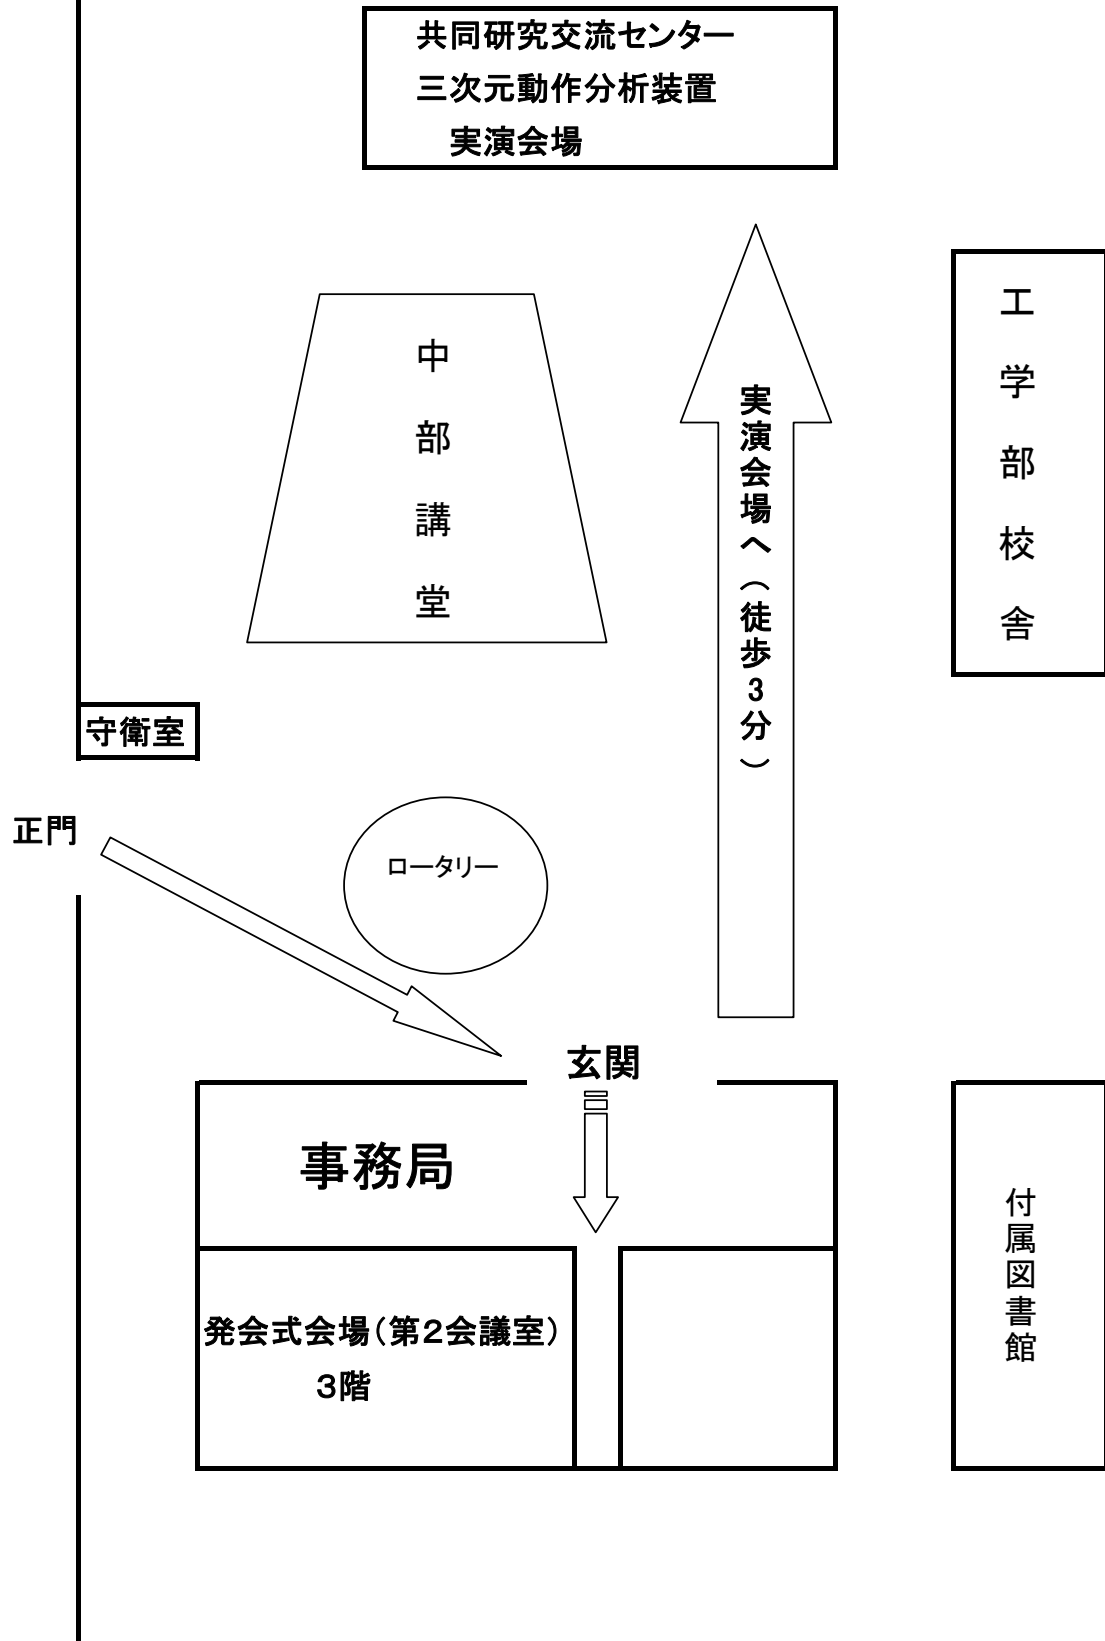 共同研究交流センター
三次元動作分析装置
実演会場
中部講堂
実演会場へ（徒歩3分）
工学部校舎
守衛室
正門
ロータリー
玄関
事務局
発会式会場（第２会議室）
３階
付属図書館